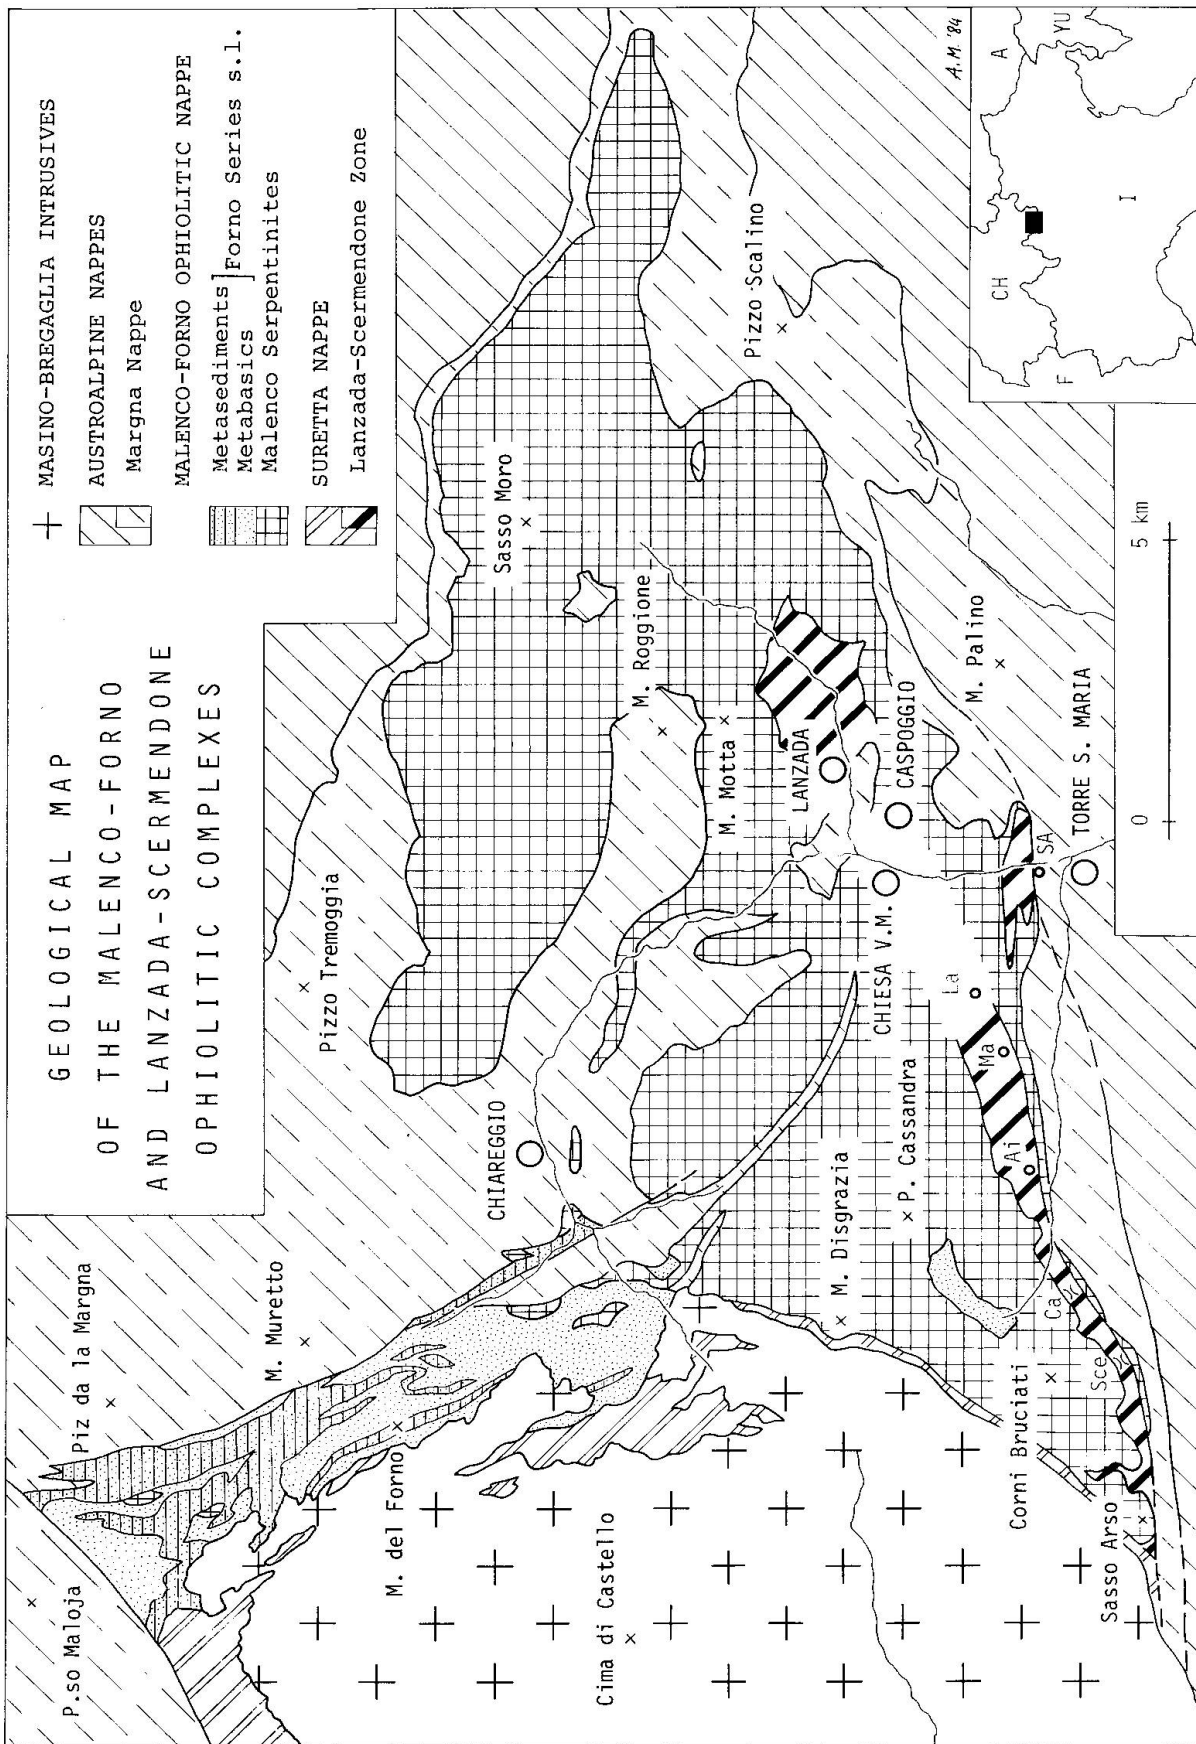 GEOLOGICAL MAP
OF THE MALENCO-FORNO
AND LANZADA-SCERMENDONE
OPHIOLITIC COMPLEXES
MASINO-BREGAGLIA INTRUSIVES
AUSTROALPINE NAPPES
Margna Nappe
MALENCO-FORNO OPHIOLITIC NAPPE
Metasediments
Metabasics
]Forno Series s.l.
Malenco Serpentinites
SURETTA NAPPE
Lanzada-Scermendone Zone
P.so Maloja
Piz da la Margna
M. Muretto
M. del Forno
Cima di Castello
CHIAREGGIO
Pizzo Tremoggia
Sasso Moro
M. Roggione
M. Motta
LANZADA
CASPOGGIO
CHIESA V.M.
Pizzo Scalino
M. Palino
M. Disgrazia
P. Cassandra
Corni Bruciati
Sasso Arso
Sce
Ca
Ai
Ma
La
SA
TORRE S. MARIA
0
5 km
A.M. '84
F
CH
A
YU
I